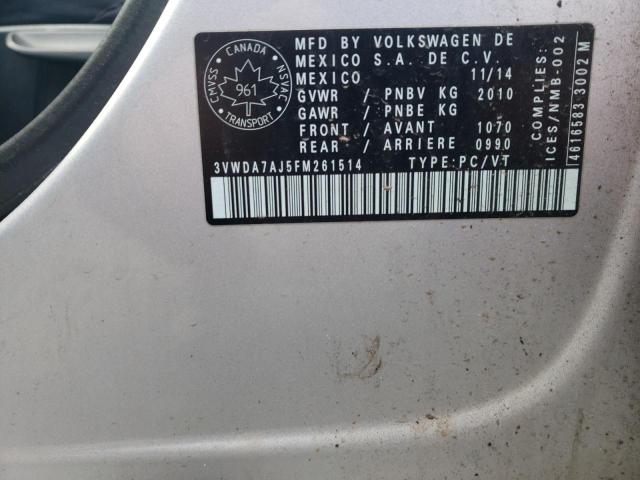 CANADA
CMVSS
NSVAC
961
TRANSPORT
MFD BY VOLKSWAGEN DE
MEXICO S.A. DE C.V.
MEXICO 11/14
GVWR / PNBV KG 2010
GAWR / PNBE KG
FRONT / AVANT 1070
REAR / ARRIERE 0990
3VWDA7AJ5FM261514 TYPE:PC/VT
COMPLIES:
ICES/NMB-002
4616583 3002 M